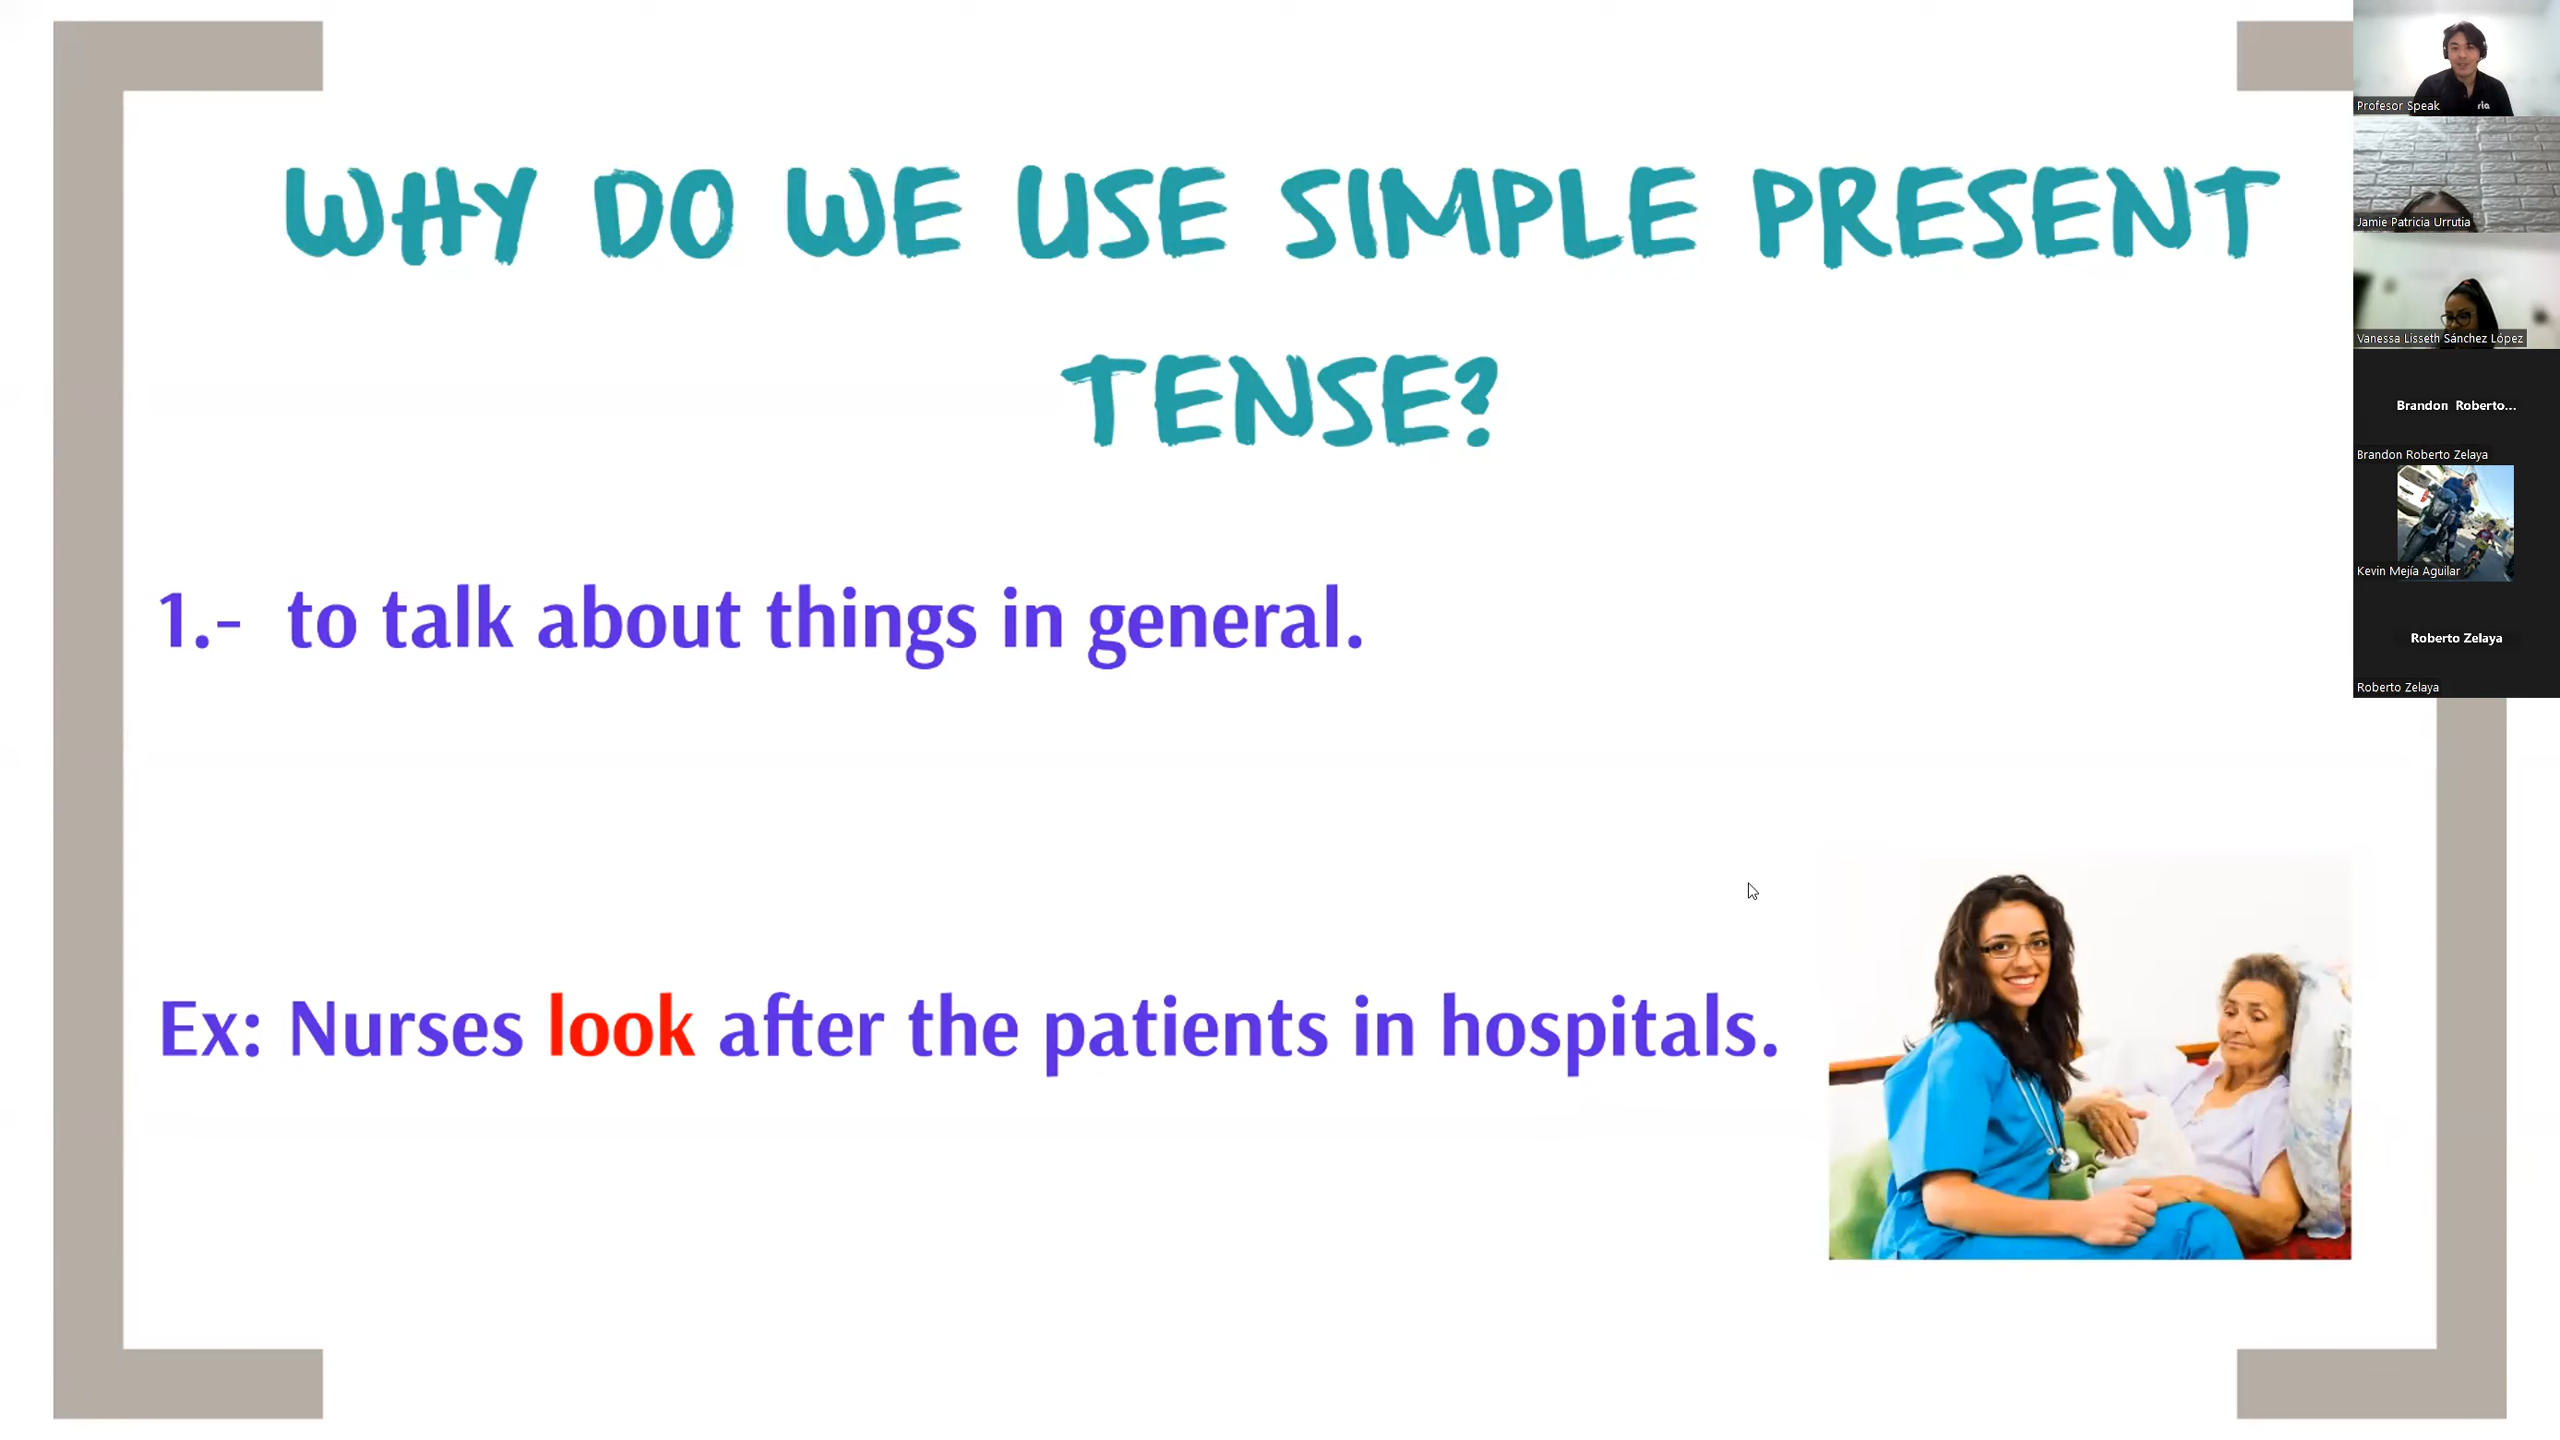 WHY DO WE USE SIMPLE PRESENT
TENSE?
1.- to talk about things in general.
Ex: Nurses look after the patients in hospitals.
Profesor Speak
rla
Jamie Patricia Urrutia
Vanessa Lisseth Sánchez López
Brandon Roberto...
Brandon Roberto Zelaya
Kevin Mejía Aguilar
Roberto Zelaya
Roberto Zelaya